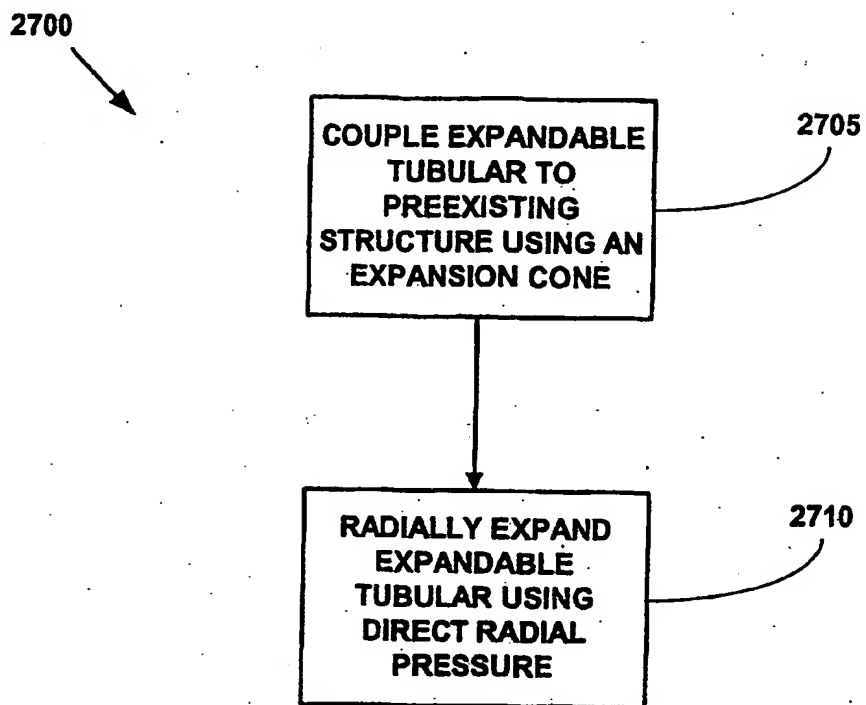 2700
COUPLE EXPANDABLE
TUBULAR TO
PREEXISTING
STRUCTURE USING AN
EXPANSION CONE
2705
RADIALLY EXPAND
EXPANDABLE
TUBULAR USING
DIRECT RADIAL
PRESSURE
2710